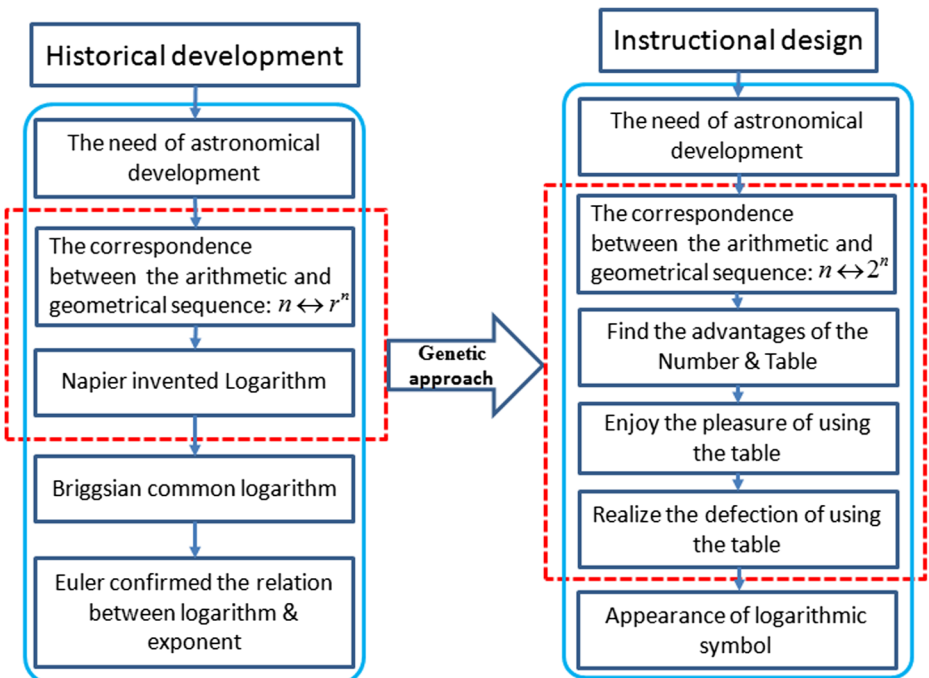 Historical development
The need of astronomical
development
The correspondence
between the arithmetic and
geometrical sequence: n ↔ rⁿ
Napier invented Logarithm
Briggsian common logarithm
Euler confirmed the relation
between logarithm &
exponent
Genetic
approach
Instructional design
The need of astronomical
development
The correspondence
between the arithmetic and
geometrical sequence: n ↔ 2ⁿ
Find the advantages of the
Number & Table
Enjoy the pleasure of using
the table
Realize the defection of using
the table
Appearance of logarithmic
symbol